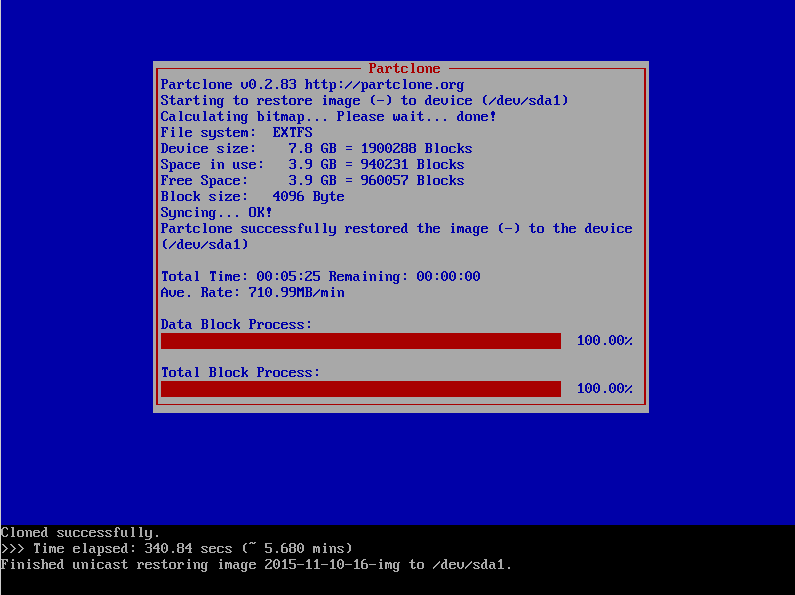 Partclone
Partclone v0.2.83 http://partclone.org
Starting to restore image (-) to device (/dev/sda1)
Calculating bitmap... Please wait... done!
File system:  EXTFS
Device size:    7.8 GB = 1900288 Blocks
Space in use:   3.9 GB = 940231 Blocks
Free Space:     3.9 GB = 960057 Blocks
Block size:   4096 Byte
Syncing... OK!
Partclone successfully restored the image (-) to the device
(/dev/sda1)
Total Time: 00:05:25 Remaining: 00:00:00
Ave. Rate: 710.99MB/min
Data Block Process:
100.00%
Total Block Process:
100.00%
Cloned successfully.
>>> Time elapsed: 340.84 secs (~ 5.680 mins)
Finished unicast restoring image 2015-11-10-16-img to /dev/sda1.